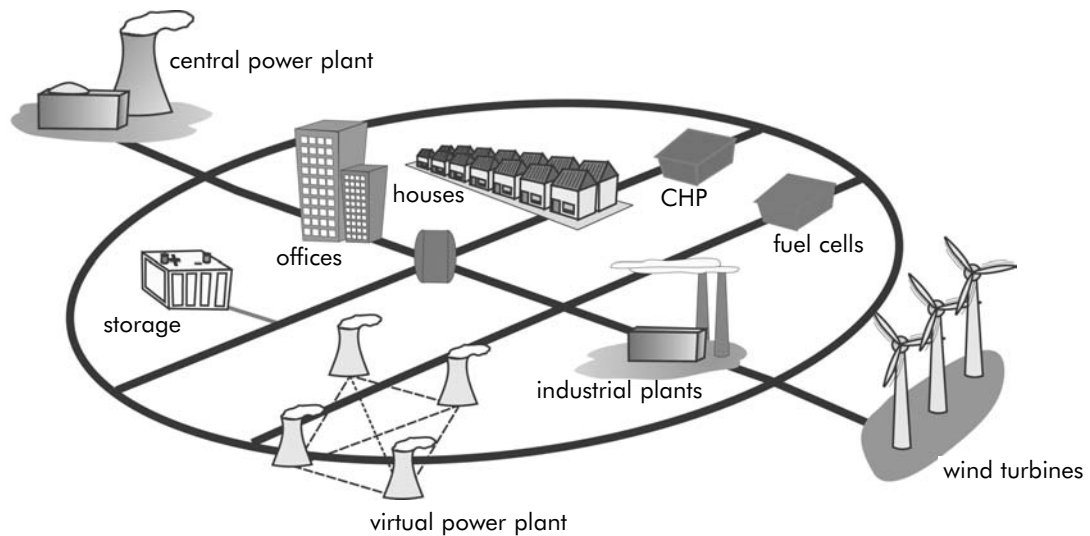 central power plant
houses
CHP
offices
fuel cells
storage
industrial plants
wind turbines
virtual power plant